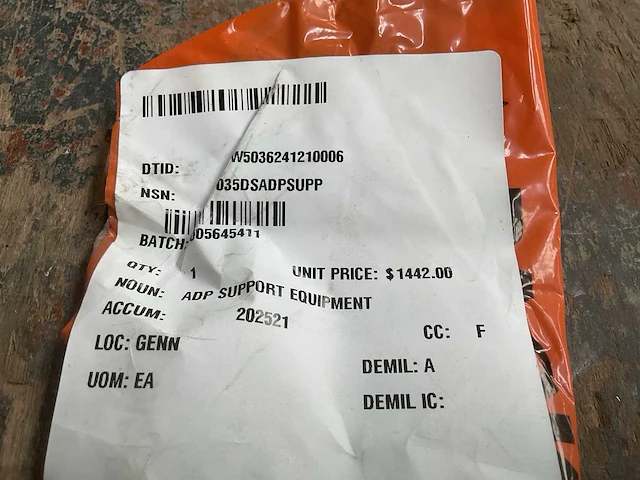 DTID: W5036241210006
NSN: 035DSADPSUPP
BATCH: 05645411
QTY: 1 UNIT PRICE: $1442.00
NOUN: ADP SUPPORT EQUIPMENT
ACCUM: 202521
CC: F
LOC: GENN
DEMIL: A
UOM: EA
DEMIL IC: